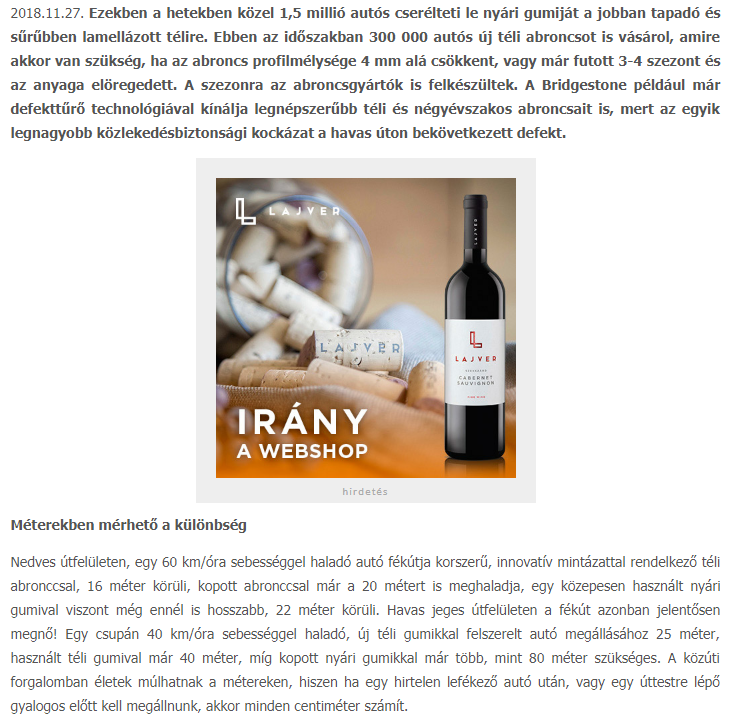 2018.11.27. Ezekben a hetekben közel 1,5 millió autós cserélteti le nyári gumiját a jobban tapadó és
sűrűbben lamellázott télire. Ebben az időszakban 300 000 autós új téli abroncsot is vásárol, amire
akkor van szükség, ha az abroncs profilmélysége 4 mm alá csökkent, vagy már futott 3-4 szezont és
az anyaga elöregedett. A szezonra az abroncsgyártók is felkészültek. A Bridgestone például már
defekttűrő technológiával kínálja legnépszerűbb téli és négyévszakos abroncsait is, mert az egyik
legnagyobb közlekedésbiztonsági kockázat a havas úton bekövetkezett defekt.
LAJVER
LAJVER
LAJVER
LAJVER
CABERNET
SAUVIGNON
IRÁNY
A WEBSHOP
hirdetés
Méterekben mérhető a különbség
Nedves útfelületen, egy 60 km/óra sebességgel haladó autó fékútja korszerű, innovatív mintázattal rendelkező téli
abronccsal, 16 méter körüli, kopott abronccsal már a 20 métert is meghaladja, egy közepesen használt nyári
gumival viszont még ennél is hosszabb, 22 méter körüli. Havas jeges útfelületen a fékút azonban jelentősen
megnő! Egy csupán 40 km/óra sebességgel haladó, új téli gumikkal felszerelt autó megállásához 25 méter,
használt téli gumival már 40 méter, míg kopott nyári gumikkal már több, mint 80 méter szükséges. A közúti
forgalomban életek múlhatnak a métereken, hiszen ha egy hirtelen lefékező autó után, vagy egy úttestre lépő
gyalogos előtt kell megállnunk, akkor minden centiméter számít.